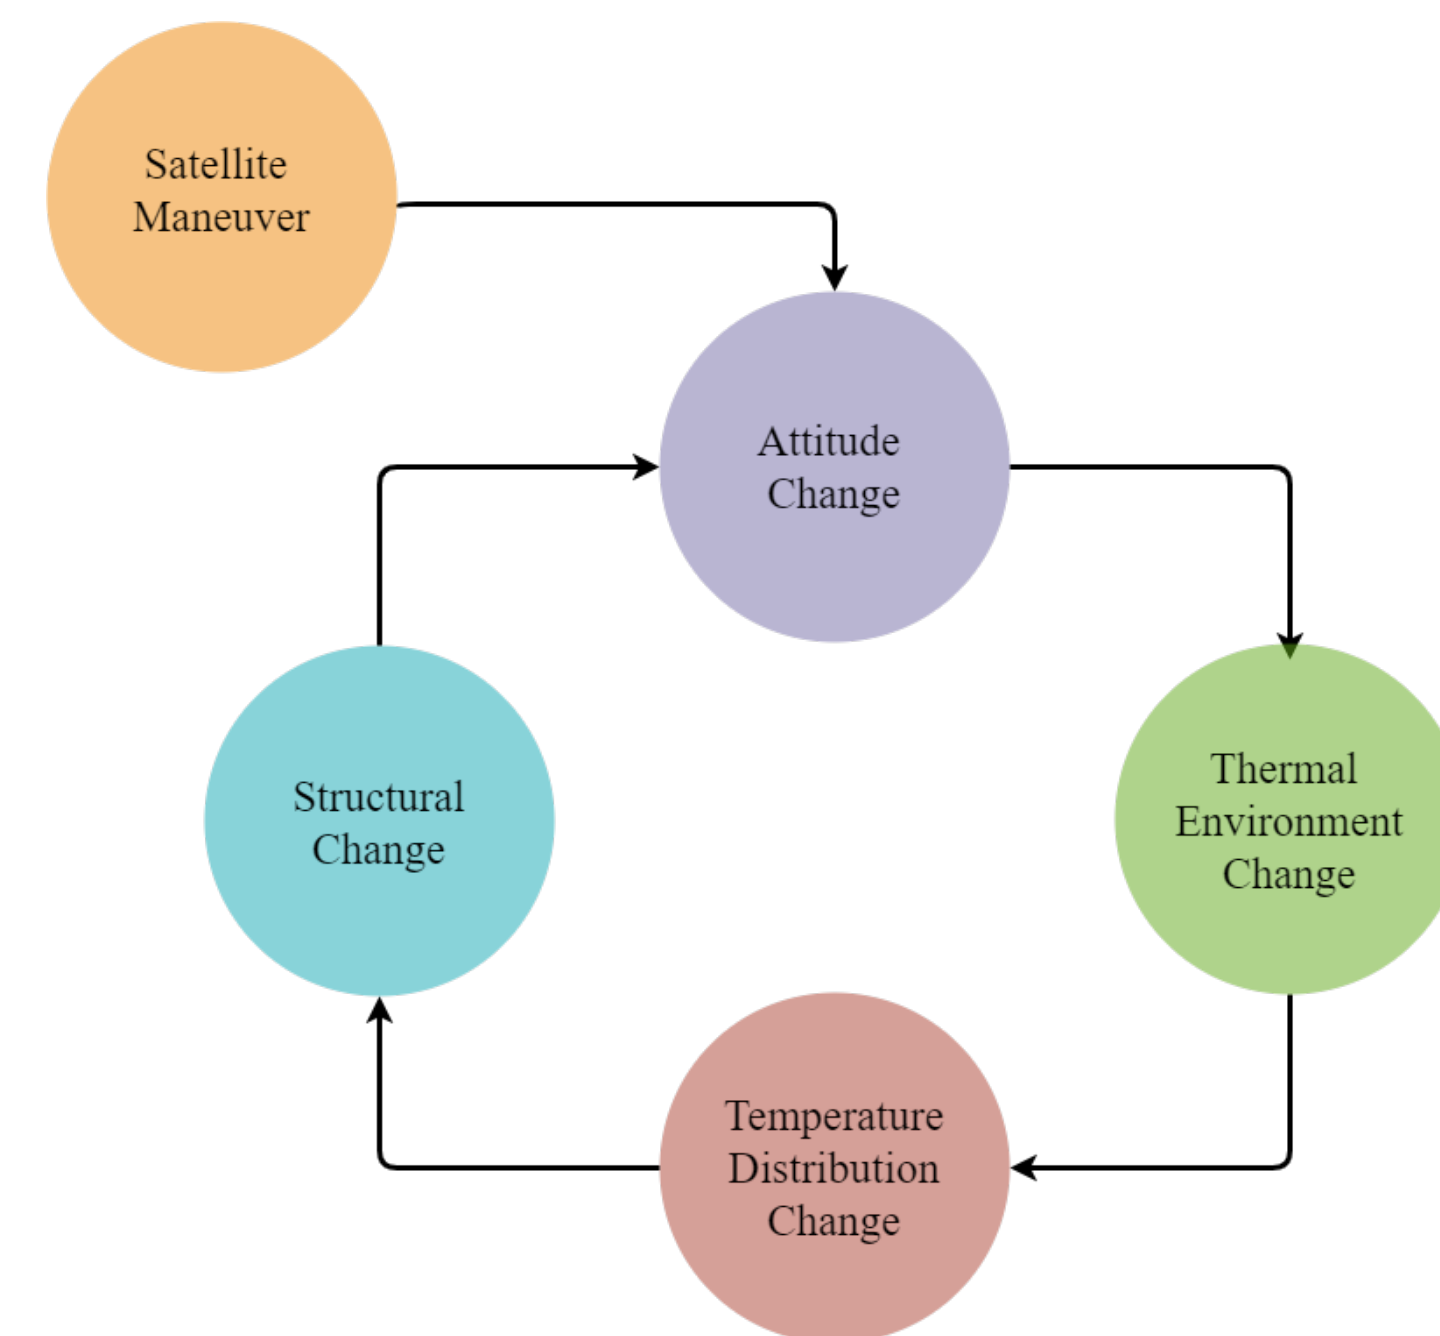 Satellite
Maneuver
Attitude
Change
Structural
Change
Thermal
Environment
Change
Temperature
Distribution
Change